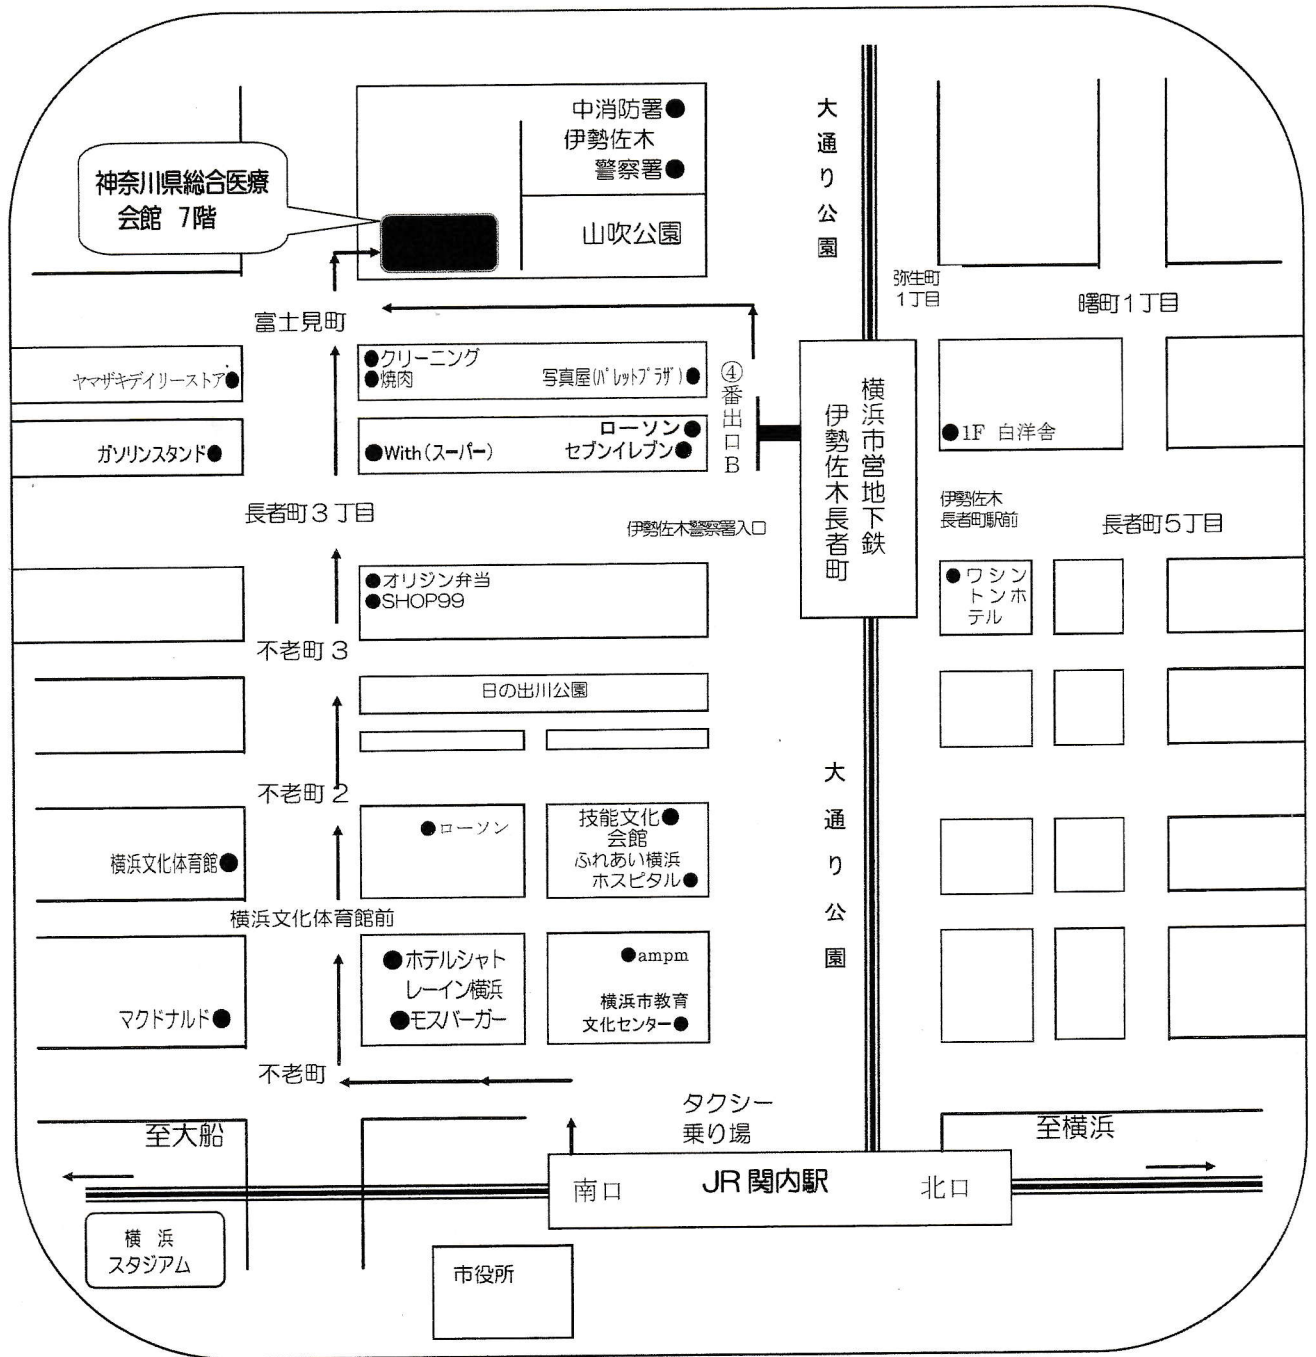 中消防署●
伊勢佐木
警察署●
山吹公園
神奈川県総合医療
会館 7階
大通り公園
弥生町
1丁目
曙町1丁目
富士見町
ヤマザキデイリーストア●
●クリーニング
●焼肉
写真屋(パレットプラザ)●
④番出口B
横浜市営地下鉄
伊勢佐木長者町
●1F 白洋舎
ガソリンスタンド●
●With(スーパー)
ローソン●
セブンイレブン●
長者町3丁目
伊勢佐木警察署入口
伊勢佐木
長者町駅前
長者町5丁目
●オリジン弁当
●SHOP99
●ワシン
トンホ
テル
不老町3
日の出川公園
不老町2
大通り公園
●ローソン
技能文化●
会館
ふれあい横浜
ホスピタル●
横浜文化体育館●
横浜文化体育館前
●ホテルシャト
レーイン横浜
●モスバーガー
●ampm
横浜市教育
文化センター●
マクドナルド●
不老町
タクシー
乗り場
至大船
至横浜
南口
JR関内駅
北口
横浜
スタジアム
市役所